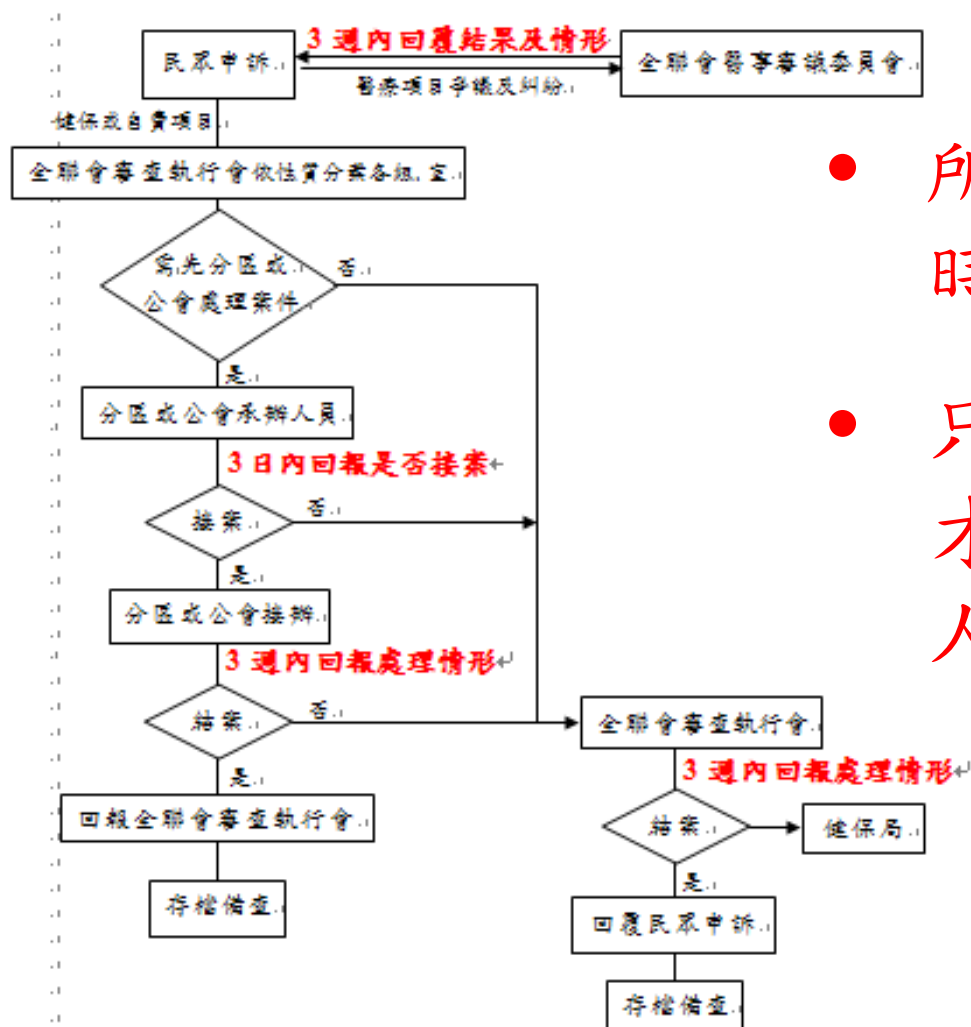 3 週內回覆結果及情形
民眾申訴
全聯會醫事審議委員會
醫療項目爭議及糾紛
健保或自費項目
全聯會審查執行會依性質分案各組,室
需先分區或
公會處理案件
否
是
分區或公會承辦人員
3 日內回報是否接案
接案
否
是
分區或公會接辦
3 週內回報處理情形
結案
否
是
回報全聯會審查執行會
存檔備查
全聯會審查執行會
3 週內回報處理情形
結案
健保局
是
回覆民眾申訴
存檔備查
• 所
時
• 只
才
人